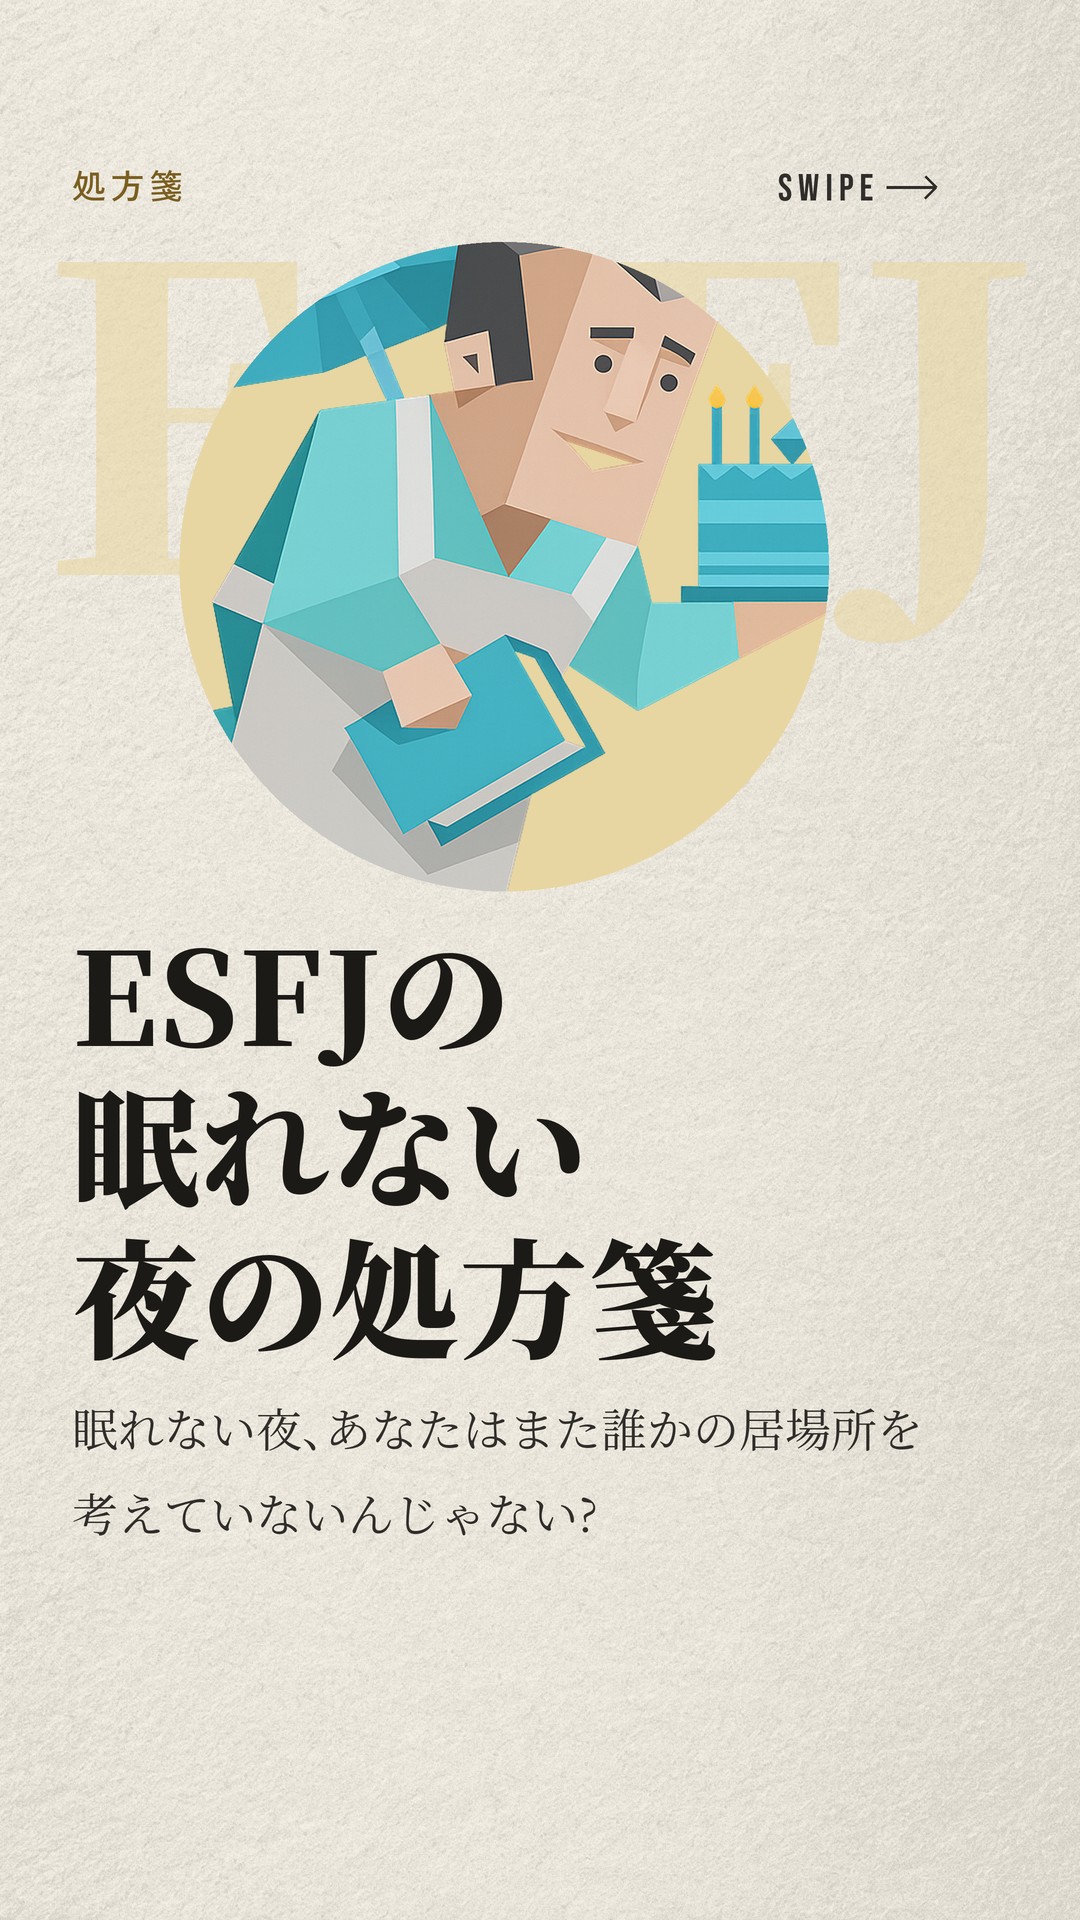 処方箋
SWIPE →
ESFJの
眠れない
夜の処方箋
眠れない夜、あなたはまた誰かの居場所を
考えていないんじゃない?